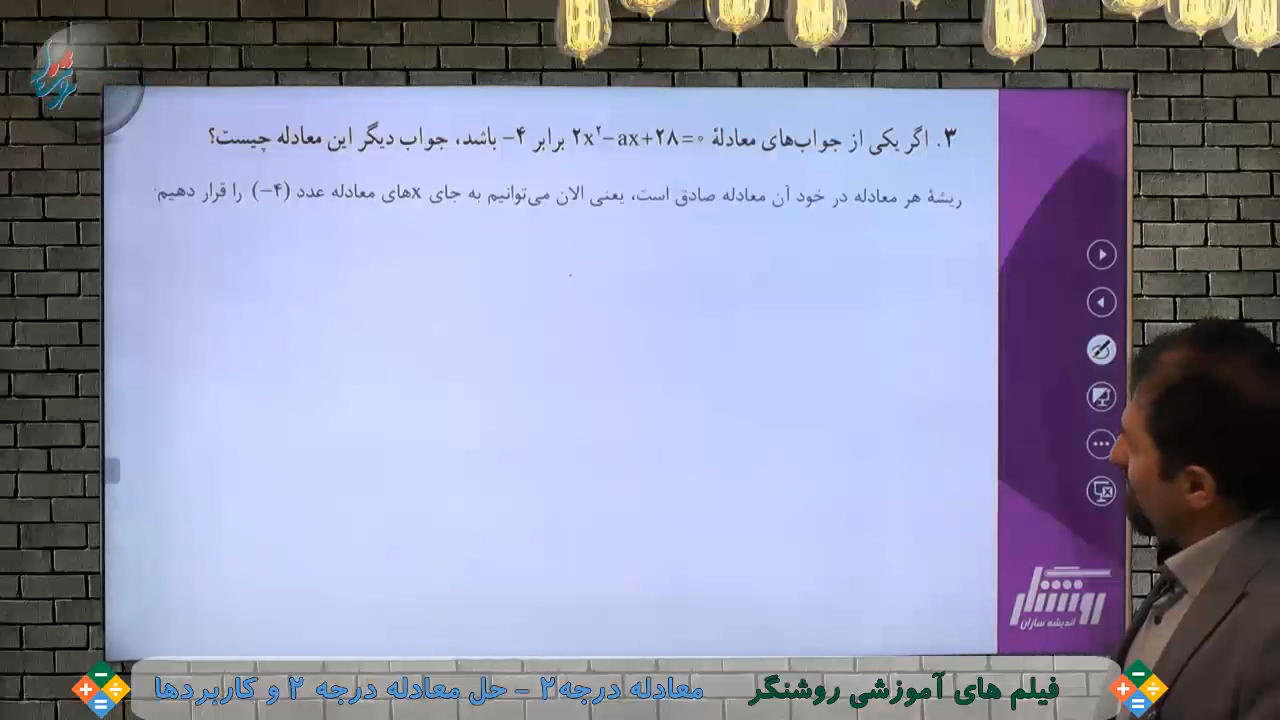 ۳. اگر یکی از جواب‌های معادلهٔ ۲x۲−ax+۲۸=۰ برابر ۴− باشد، جواب دیگر این معادله چیست؟
ریشهٔ هر معادله در خود آن معادله صادق است، یعنی الان می‌توانیم به جای xهای معادله عدد (۴−) را قرار دهیم
روشنگر
اندیشه سازان
فیلم های آموزشی روشنگر معادله درجه۲ - حل معادله درجه ۲ و کاربردها